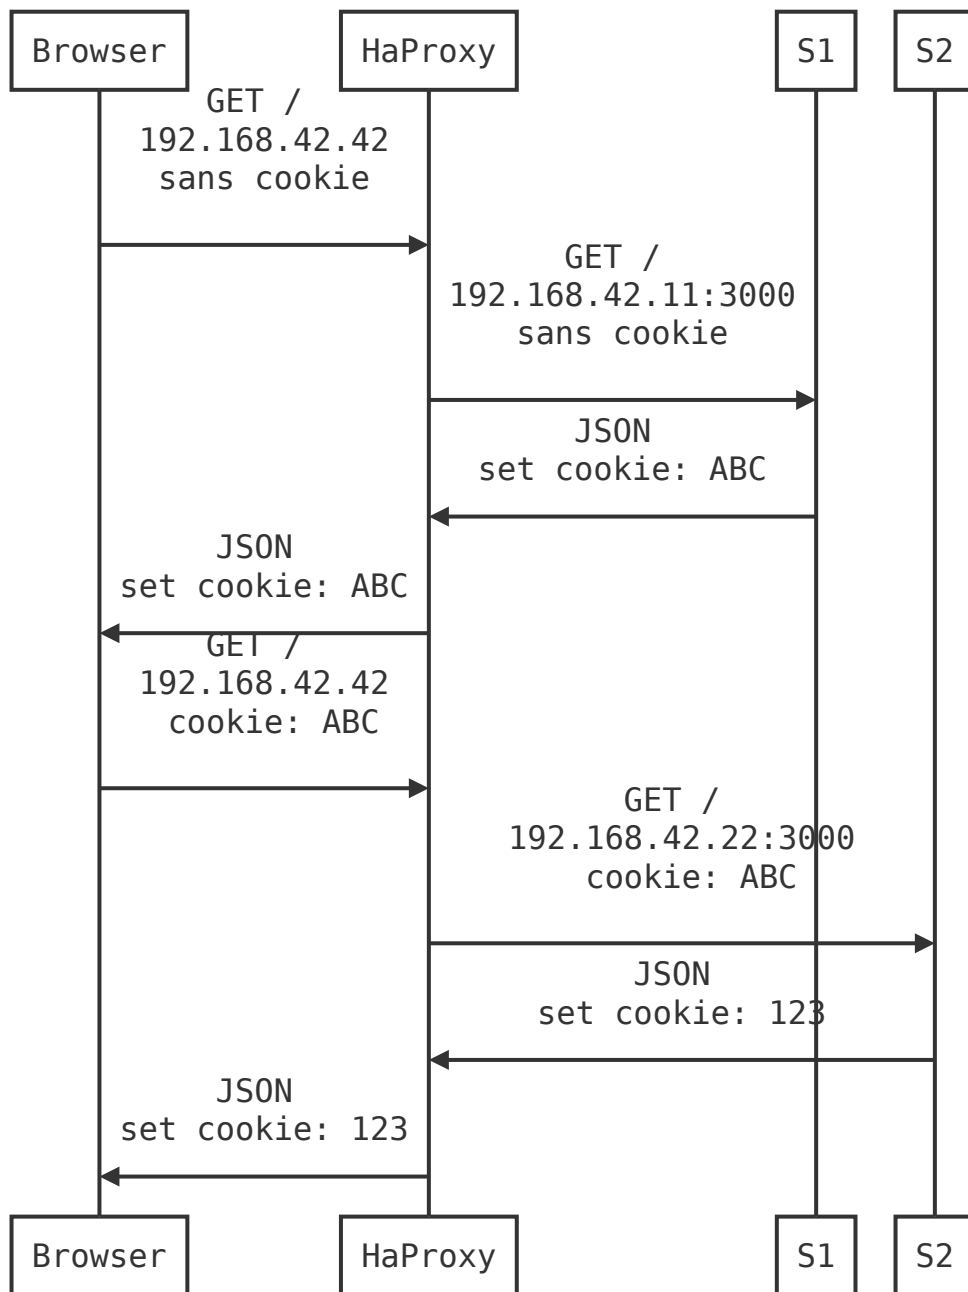 Browser
HaProxy
S1
S2
GET /
192.168.42.42
sans cookie
GET /
192.168.42.11:3000
sans cookie
JSON
set cookie: ABC
JSON
set cookie: ABC
GET /
192.168.42.42
cookie: ABC
GET /
192.168.42.22:3000
cookie: ABC
JSON
set cookie: 123
JSON
set cookie: 123
Browser
HaProxy
S1
S2